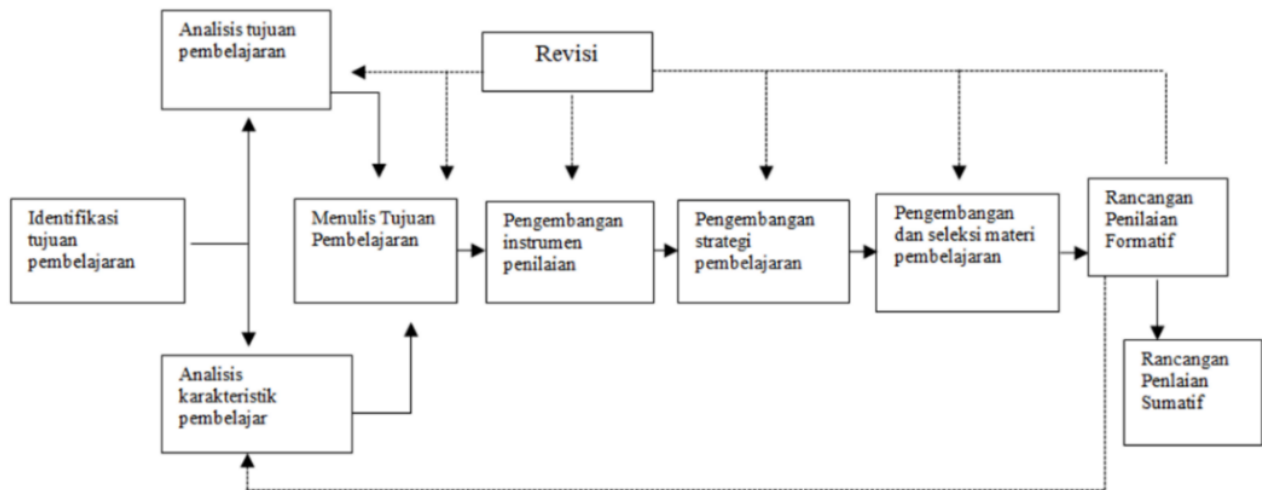 Analisis tujuan
pembelajaran
Revisi
Identifikasi
tujuan
pembelajaran
Menulis Tujuan
Pembelajaran
Pengembangan
instrumen
penilaian
Pengembangan
strategi
pembelajaran
Pengembangan
dan seleksi materi
pembelajaran
Rancangan
Penilaian
Formatif
Analisis
karakteristik
pembelajar
Rancangan
Penlaian
Sumatif